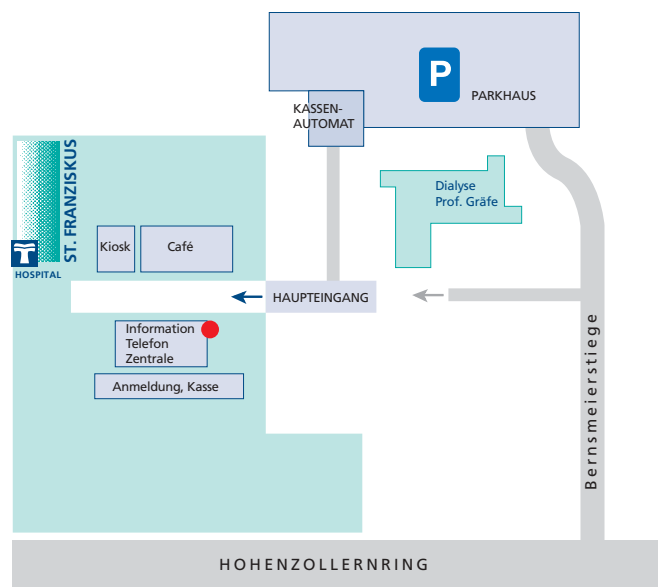 P
PARKHAUS
KASSEN-
AUTOMAT
ST. FRANZISKUS
HOSPITAL
Dialyse
Prof. Gräfe
Kiosk
Café
HAUPTEINGANG
Information
Telefon
Zentrale
Anmeldung, Kasse
Bernsmeierstiege
HOHENZOLLERNRING